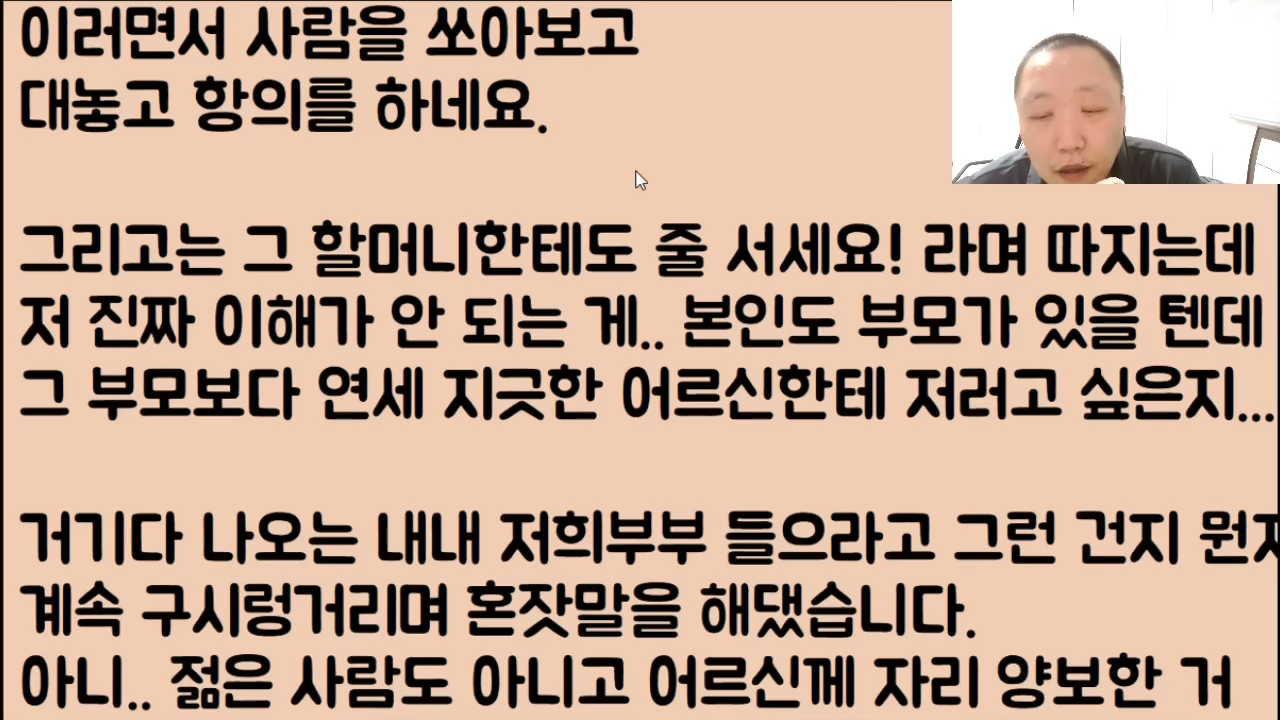 이러면서 사람을 쏘아보고
대놓고 항의를 하네요.
그리고는 그 할머니한테도 줄 서세요! 라며 따지는데
저 진짜 이해가 안 되는 게.. 본인도 부모가 있을 텐데
그 부모보다 연세 지긋한 어르신한테 저러고 싶은지...
거기다 나오는 내내 저희부부 들으라고 그런 건지
계속 구시렁거리며 혼잣말을 해댔습니다.
아니.. 젊은 사람도 아니고 어르신께 자리 양보한 거